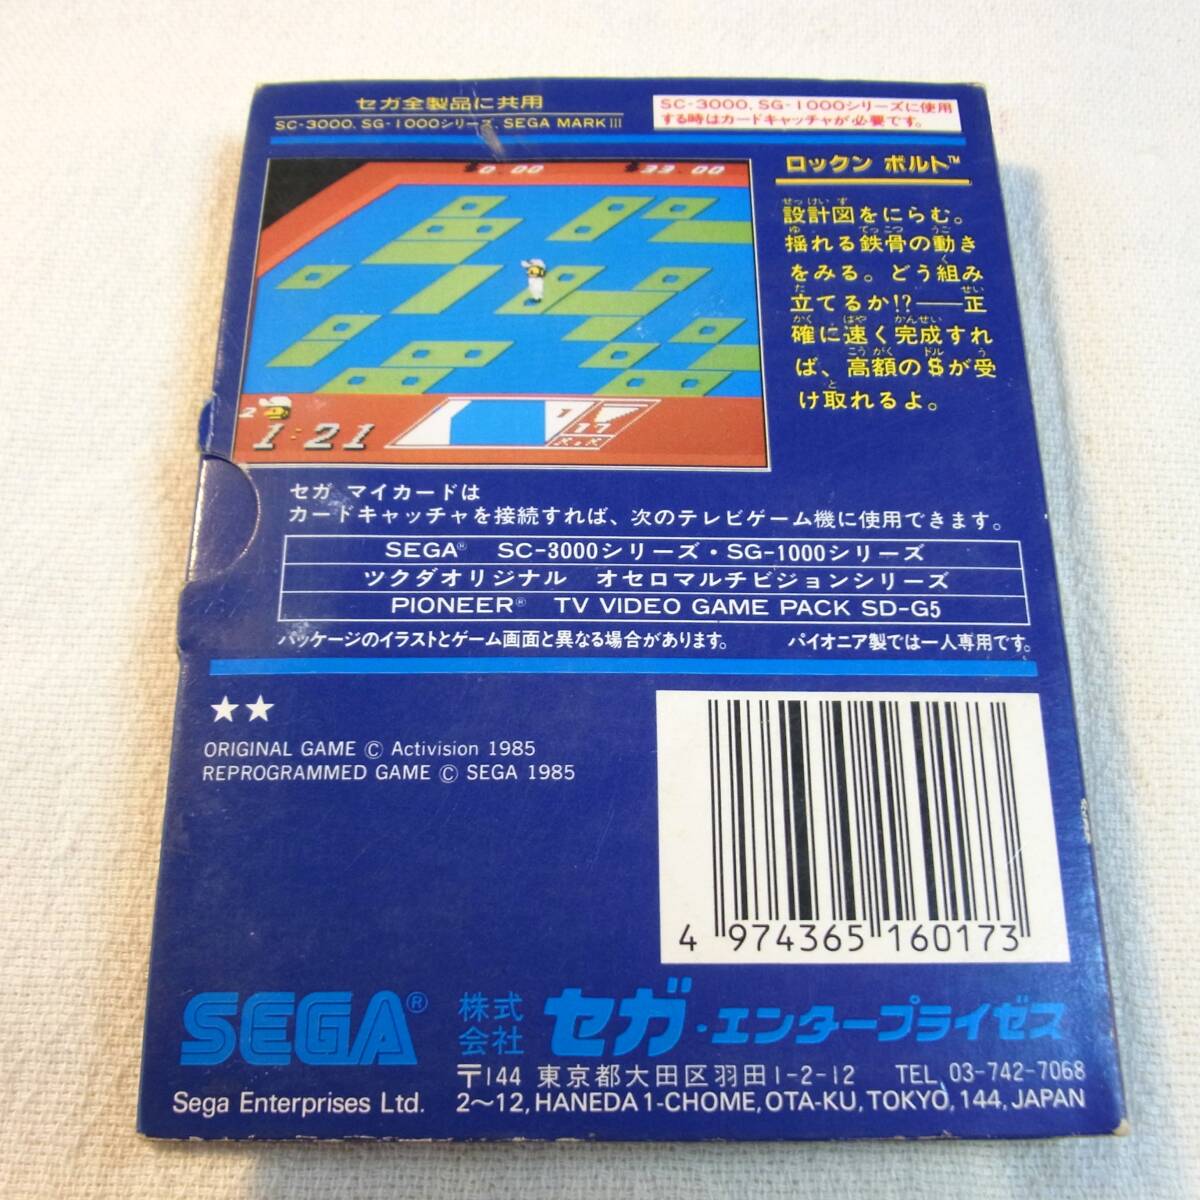 セガ全製品に共用
SC-3000、SG-1000シリーズ、SEGA MARK III
SC-3000、SG-1000シリーズに使用
する時はカードキャッチャが必要です。
0.00 33.00
2
1:21
1
17
ロックン ボルト™
設計図をにらむ。
揺れる鉄骨の動き
をみる。どう組み
立てるか!?——正
確に速く完成すれ
ば、高額の$が受
け取れるよ。
セガ マイカードは
カードキャッチャを接続すれば、次のテレビゲーム機に使用できます。
SEGA® SC-3000シリーズ・SG-1000シリーズ
ツクダオリジナル オセロマルチビジョンシリーズ
PIONEER® TV VIDEO GAME PACK SD-G5
パッケージのイラストとゲーム画面と異なる場合があります。 パイオニア製では一人専用です。
★★
ORIGINAL GAME © Activision 1985
REPROGRAMMED GAME © SEGA 1985
4 974365 160173
SEGA® 株式会社 セガ・エンタープライゼス
〒144 東京都大田区羽田1-2-12 TEL, 03-742-7068
Sega Enterprises Ltd. 2〜12, HANEDA 1-CHOME, OTA-KU, TOKYO, 144, JAPAN